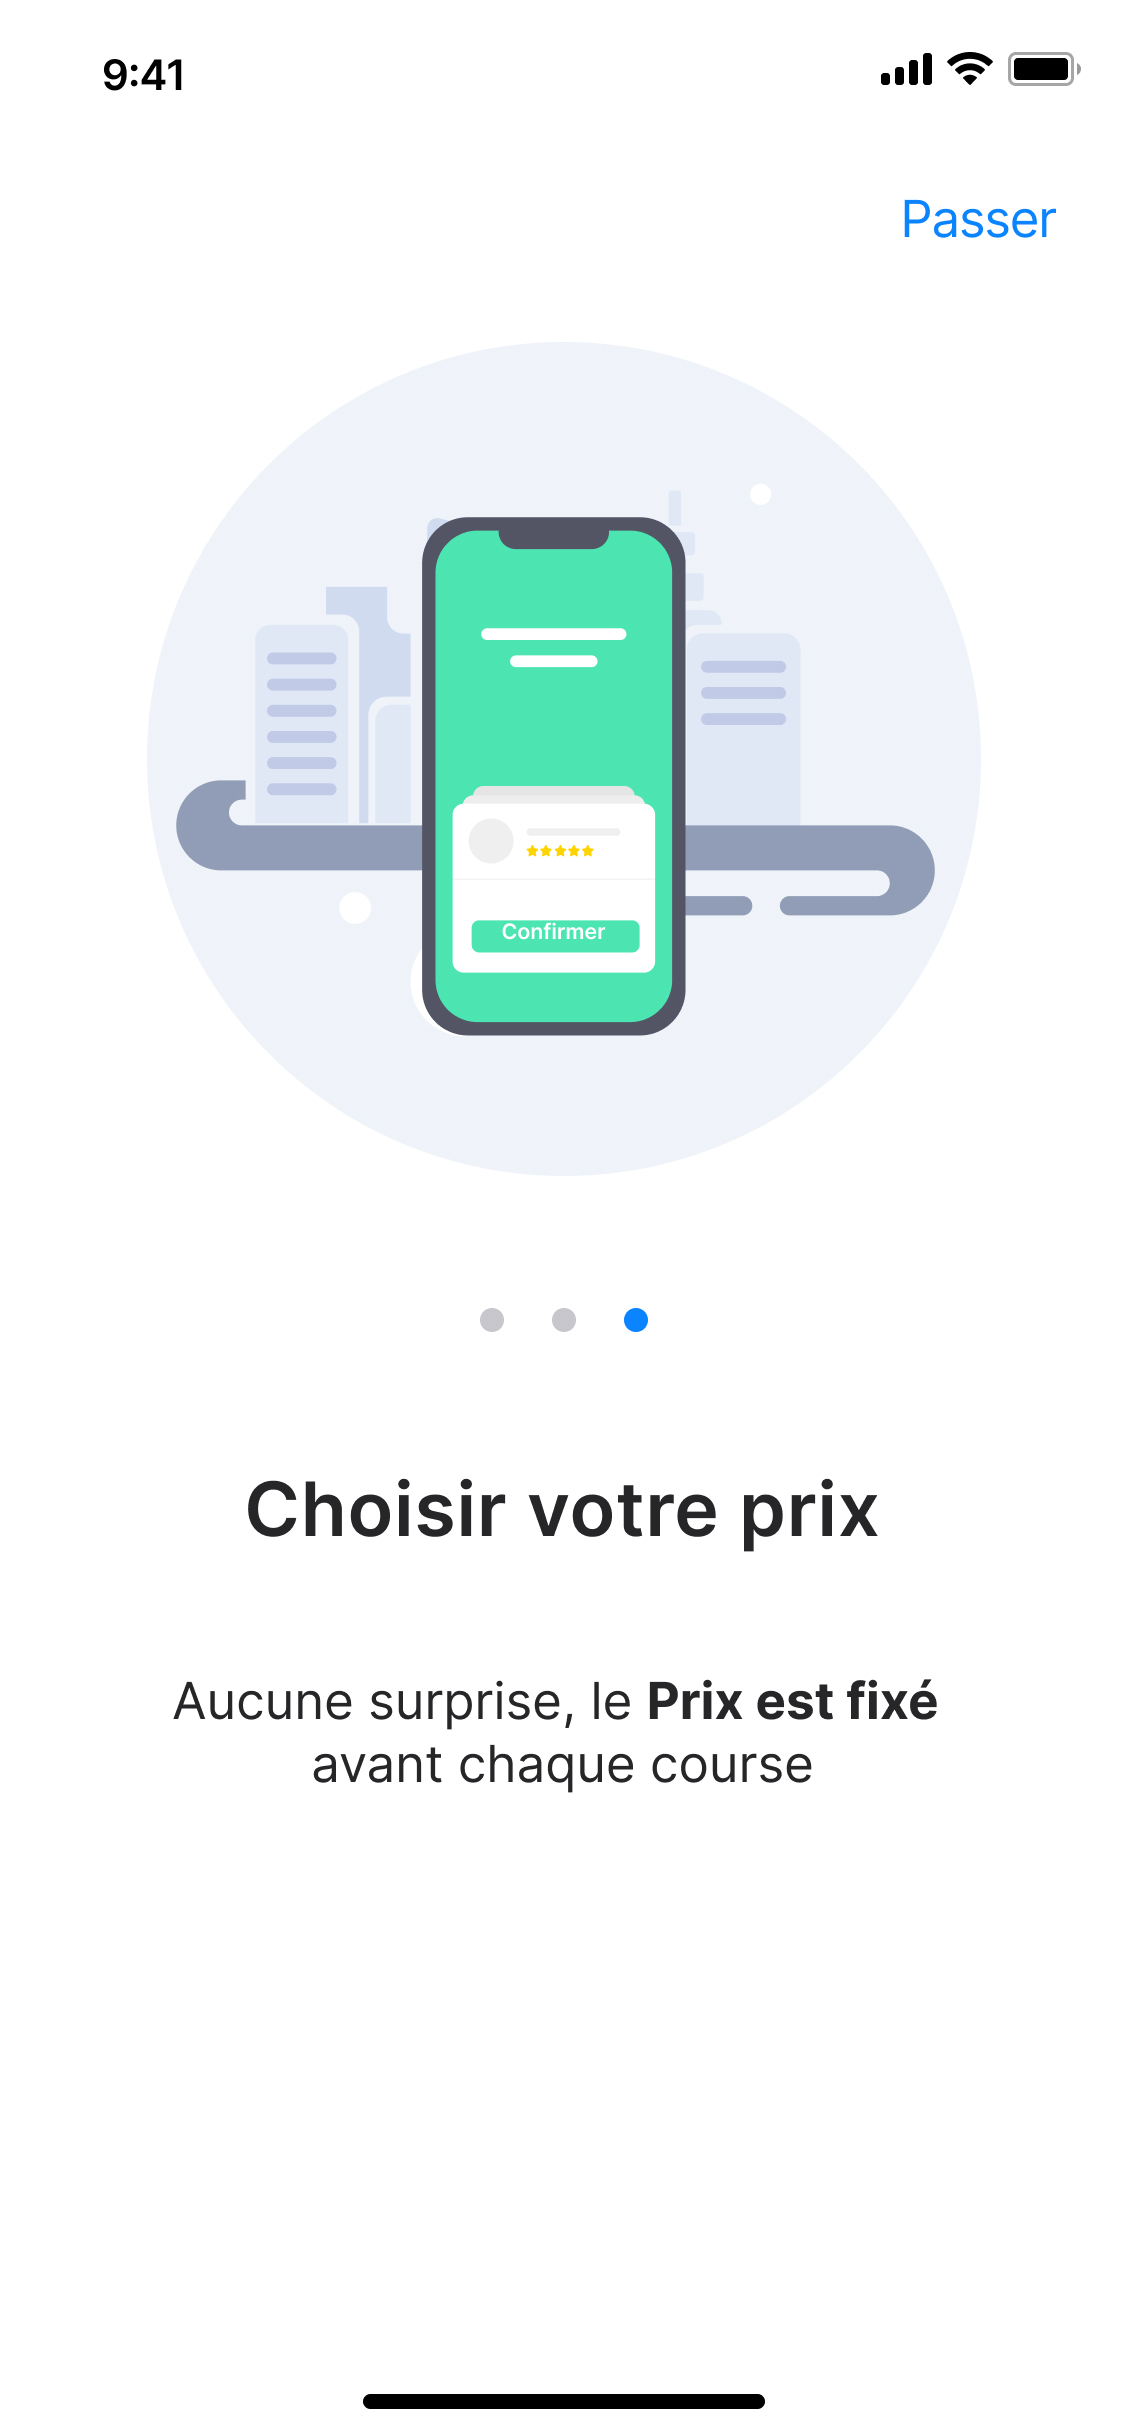 9:41
Passer
Confirmer
Choisir votre prix
Aucune surprise, le Prix est fixé
avant chaque course